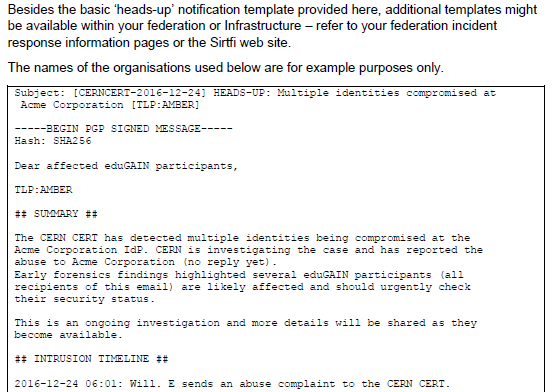 Besides the basic ‘heads-up’ notification template provided here, additional templates might
be available within your federation or Infrastructure – refer to your federation incident
response information pages or the Sirtfi web site.
The names of the organisations used below are for example purposes only.
Subject: [CERNCERT-2016-12-24] HEADS-UP: Multiple identities compromised at
Acme Corporation [TLP:AMBER]
-----BEGIN PGP SIGNED MESSAGE-----
Hash: SHA256
Dear affected eduGAIN participants,
TLP:AMBER
## SUMMARY ##
The CERN CERT has detected multiple identities being compromised at the
Acme Corporation IdP. CERN is investigating the case and has reported the
abuse to Acme Corporation (no reply yet).
Early forensics findings highlighted several eduGAIN participants (all
recipients of this email) are likely affected and should urgently check
their security status.
This is an ongoing investigation and more details will be shared as they
become available.
## INTRUSION TIMELINE ##
2016-12-24 06:01: Will. E sends an abuse complaint to the CERN CERT.